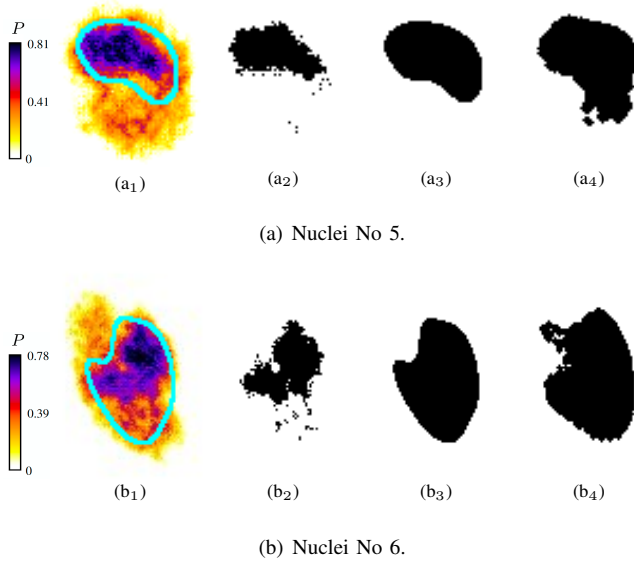 P
0.81
0.41
0
(a₁) (a₂) (a₃) (a₄)
(a) Nuclei No 5.
P
0.78
0.39
0
(b₁) (b₂) (b₃) (b₄)
(b) Nuclei No 6.